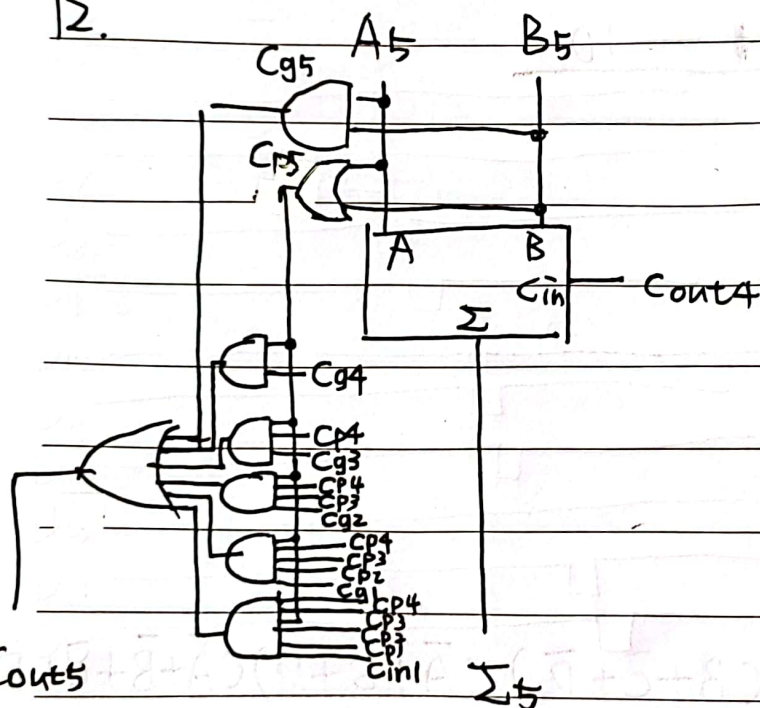 12.
A5 B5
Cg5
Cp5
A B
Cin Cout4
Σ
Cg4
Cp4
Cg3
Cp4
Cp3
Cg2
Cp4
Cp3
Cp2
Cg1
Cp4
Cp3
Cp2
Cp1
Cin1
Cout5 Σ5